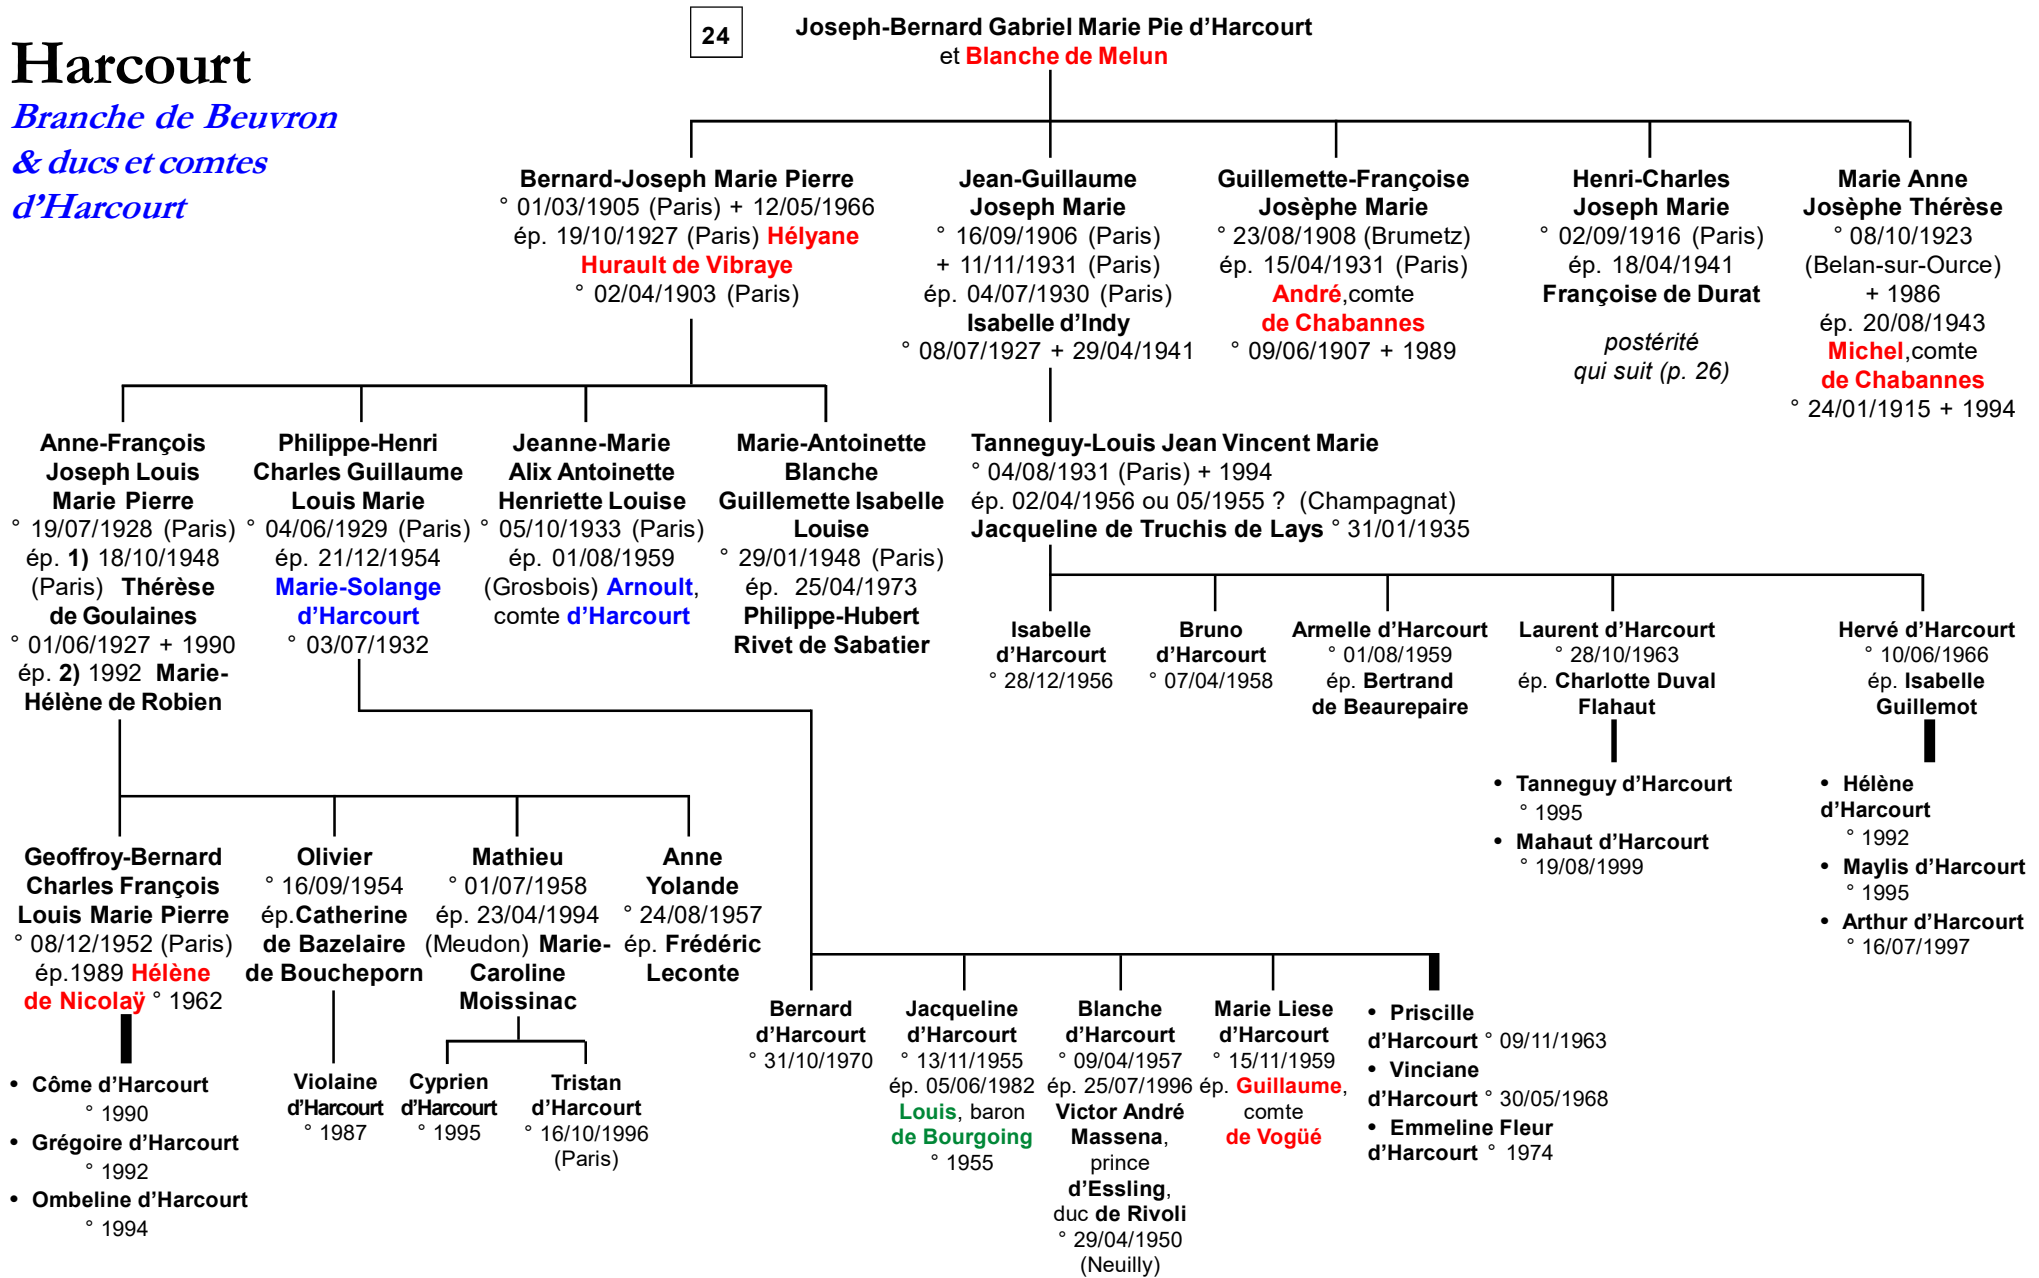 Harcourt
Branche de Beuvron
& ducs et comtes
d’Harcourt
24
Joseph-Bernard Gabriel Marie Pie d’Harcourt
et Blanche de Melun
Bernard-Joseph Marie Pierre
° 01/03/1905 (Paris) + 12/05/1966
ép. 19/10/1927 (Paris) Hélyane
Hurault de Vibraye
° 02/04/1903 (Paris)
Jean-Guillaume
Joseph Marie
° 16/09/1906 (Paris)
+ 11/11/1931 (Paris)
ép. 04/07/1930 (Paris)
Isabelle d’Indy
° 08/07/1927 + 29/04/1941
Guillemette-Françoise
Josèphe Marie
° 23/08/1908 (Brumetz)
ép. 15/04/1931 (Paris)
André,comte
de Chabannes
° 09/06/1907 + 1989
Henri-Charles
Joseph Marie
° 02/09/1916 (Paris)
ép. 18/04/1941
Françoise de Durat
postérité
qui suit (p. 26)
Marie Anne
Josèphe Thérèse
° 08/10/1923
(Belan-sur-Ource)
+ 1986
ép. 20/08/1943
Michel,comte
de Chabannes
° 24/01/1915 + 1994
Anne-François
Joseph Louis
Marie Pierre
° 19/07/1928 (Paris)
ép. 1) 18/10/1948
(Paris) Thérèse
de Goulaines
° 01/06/1927 + 1990
ép. 2) 1992 Marie-
Hélène de Robien
Philippe-Henri
Charles Guillaume
Louis Marie
° 04/06/1929 (Paris)
ép. 21/12/1954
Marie-Solange
d’Harcourt
° 03/07/1932
Jeanne-Marie
Alix Antoinette
Henriette Louise
° 05/10/1933 (Paris)
ép. 01/08/1959
(Grosbois) Arnoult,
comte d’Harcourt
Marie-Antoinette
Blanche
Guillemette Isabelle
Louise
° 29/01/1948 (Paris)
ép. 25/04/1973
Philippe-Hubert
Rivet de Sabatier
Tanneguy-Louis Jean Vincent Marie
° 04/08/1931 (Paris) + 1994
ép. 02/04/1956 ou 05/1955 ? (Champagnat)
Jacqueline de Truchis de Lays ° 31/01/1935
Isabelle
d’Harcourt
° 28/12/1956
Bruno
d’Harcourt
° 07/04/1958
Armelle d’Harcourt
° 01/08/1959
ép. Bertrand
de Beaurepaire
Laurent d’Harcourt
° 28/10/1963
ép. Charlotte Duval
Flahaut
Hervé d’Harcourt
° 10/06/1966
ép. Isabelle
Guillemot
• Tanneguy d’Harcourt
° 1995
• Mahaut d’Harcourt
° 19/08/1999
• Hélène
d’Harcourt
° 1992
• Maylis d’Harcourt
° 1995
• Arthur d’Harcourt
° 16/07/1997
Geoffroy-Bernard
Charles François
Louis Marie Pierre
° 08/12/1952 (Paris)
ép.1989 Hélène
de Nicolaÿ ° 1962
Olivier
° 16/09/1954
ép.Catherine
de Bazelaire
de Boucheporn
Mathieu
° 01/07/1958
ép. 23/04/1994
(Meudon) Marie-
Caroline
Moissinac
Anne
Yolande
° 24/08/1957
ép. Frédéric
Leconte
• Côme d’Harcourt
° 1990
• Grégoire d’Harcourt
° 1992
• Ombeline d’Harcourt
° 1994
Violaine
d’Harcourt
° 1987
Cyprien
d’Harcourt
° 1995
Tristan
d’Harcourt
° 16/10/1996
(Paris)
Bernard
d’Harcourt
° 31/10/1970
Jacqueline
d’Harcourt
° 13/11/1955
ép. 05/06/1982
Louis, baron
de Bourgoing
° 1955
Blanche
d’Harcourt
° 09/04/1957
ép. 25/07/1996
Victor André
Massena,
prince
d’Essling,
duc de Rivoli
° 29/04/1950
(Neuilly)
Marie Liese
d’Harcourt
° 15/11/1959
ép. Guillaume,
comte
de Vogüé
• Priscille
d’Harcourt ° 09/11/1963
• Vinciane
d’Harcourt ° 30/05/1968
• Emmeline Fleur
d’Harcourt ° 1974